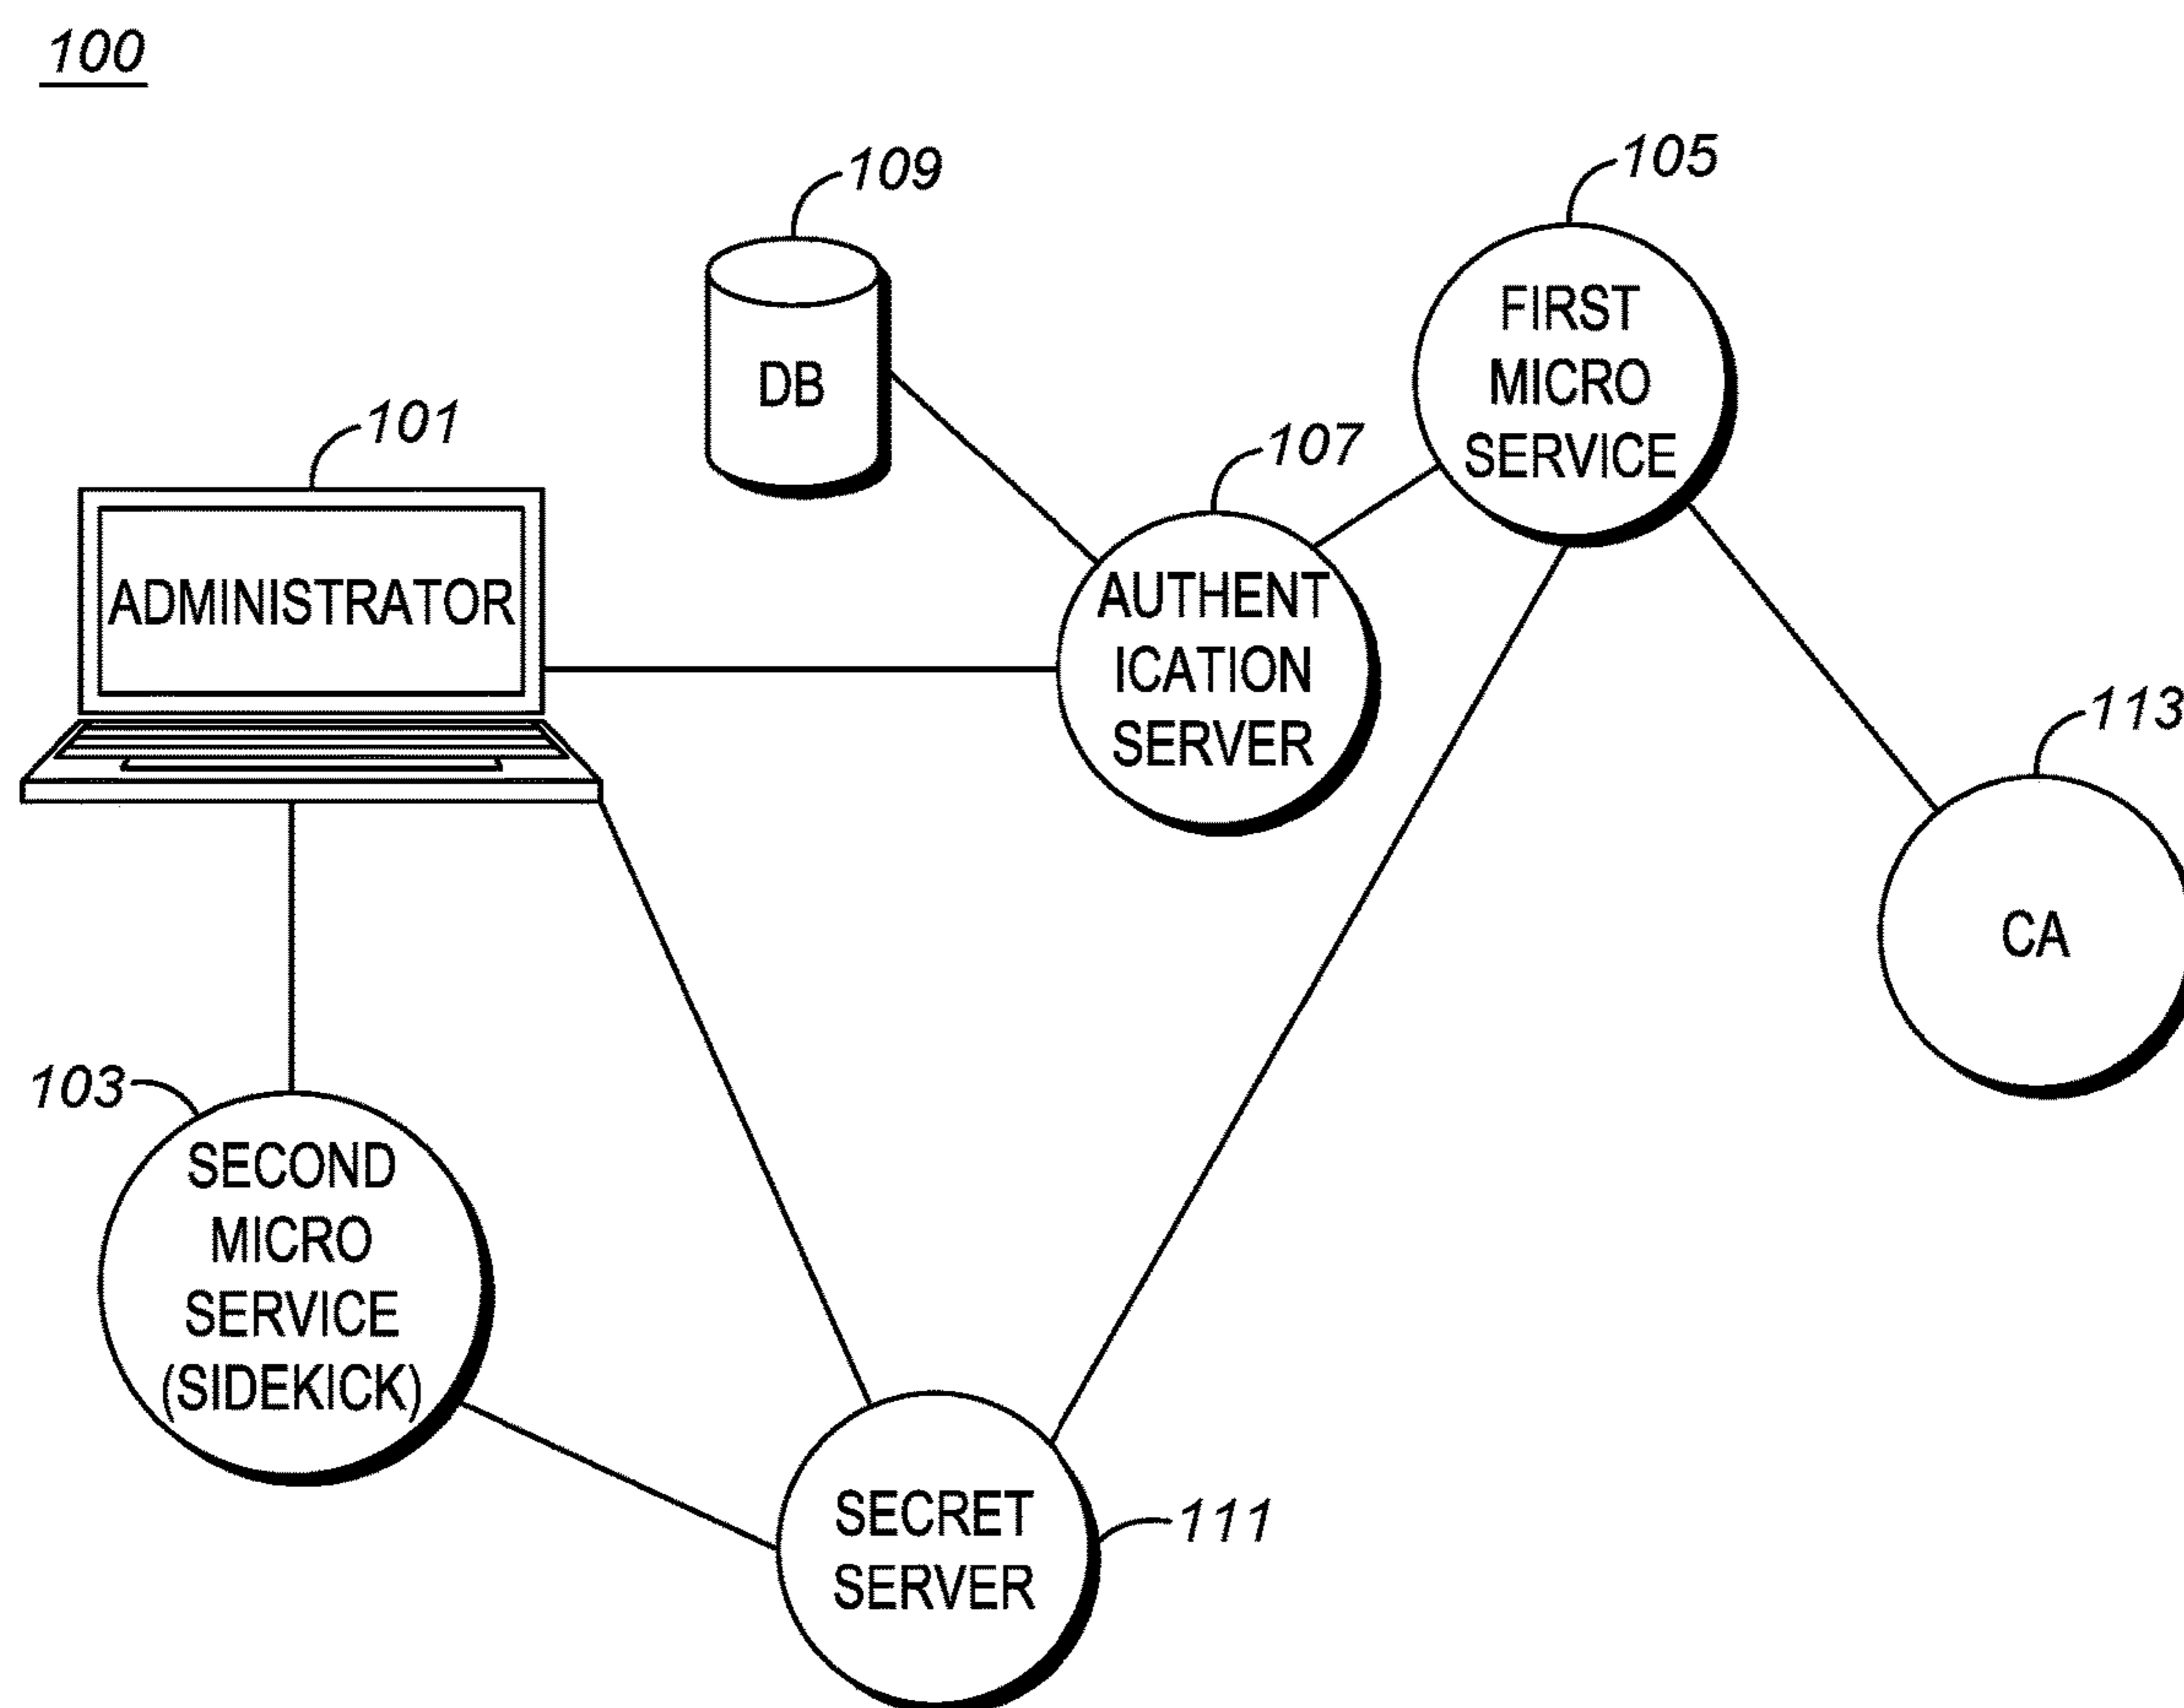 100
109
105
DB
FIRST
MICRO
SERVICE
101
107
ADMINISTRATOR
AUTHENT
ICATION
SERVER
113
CA
103
SECOND
MICRO
SERVICE
(SIDEKICK)
SECRET
SERVER
111